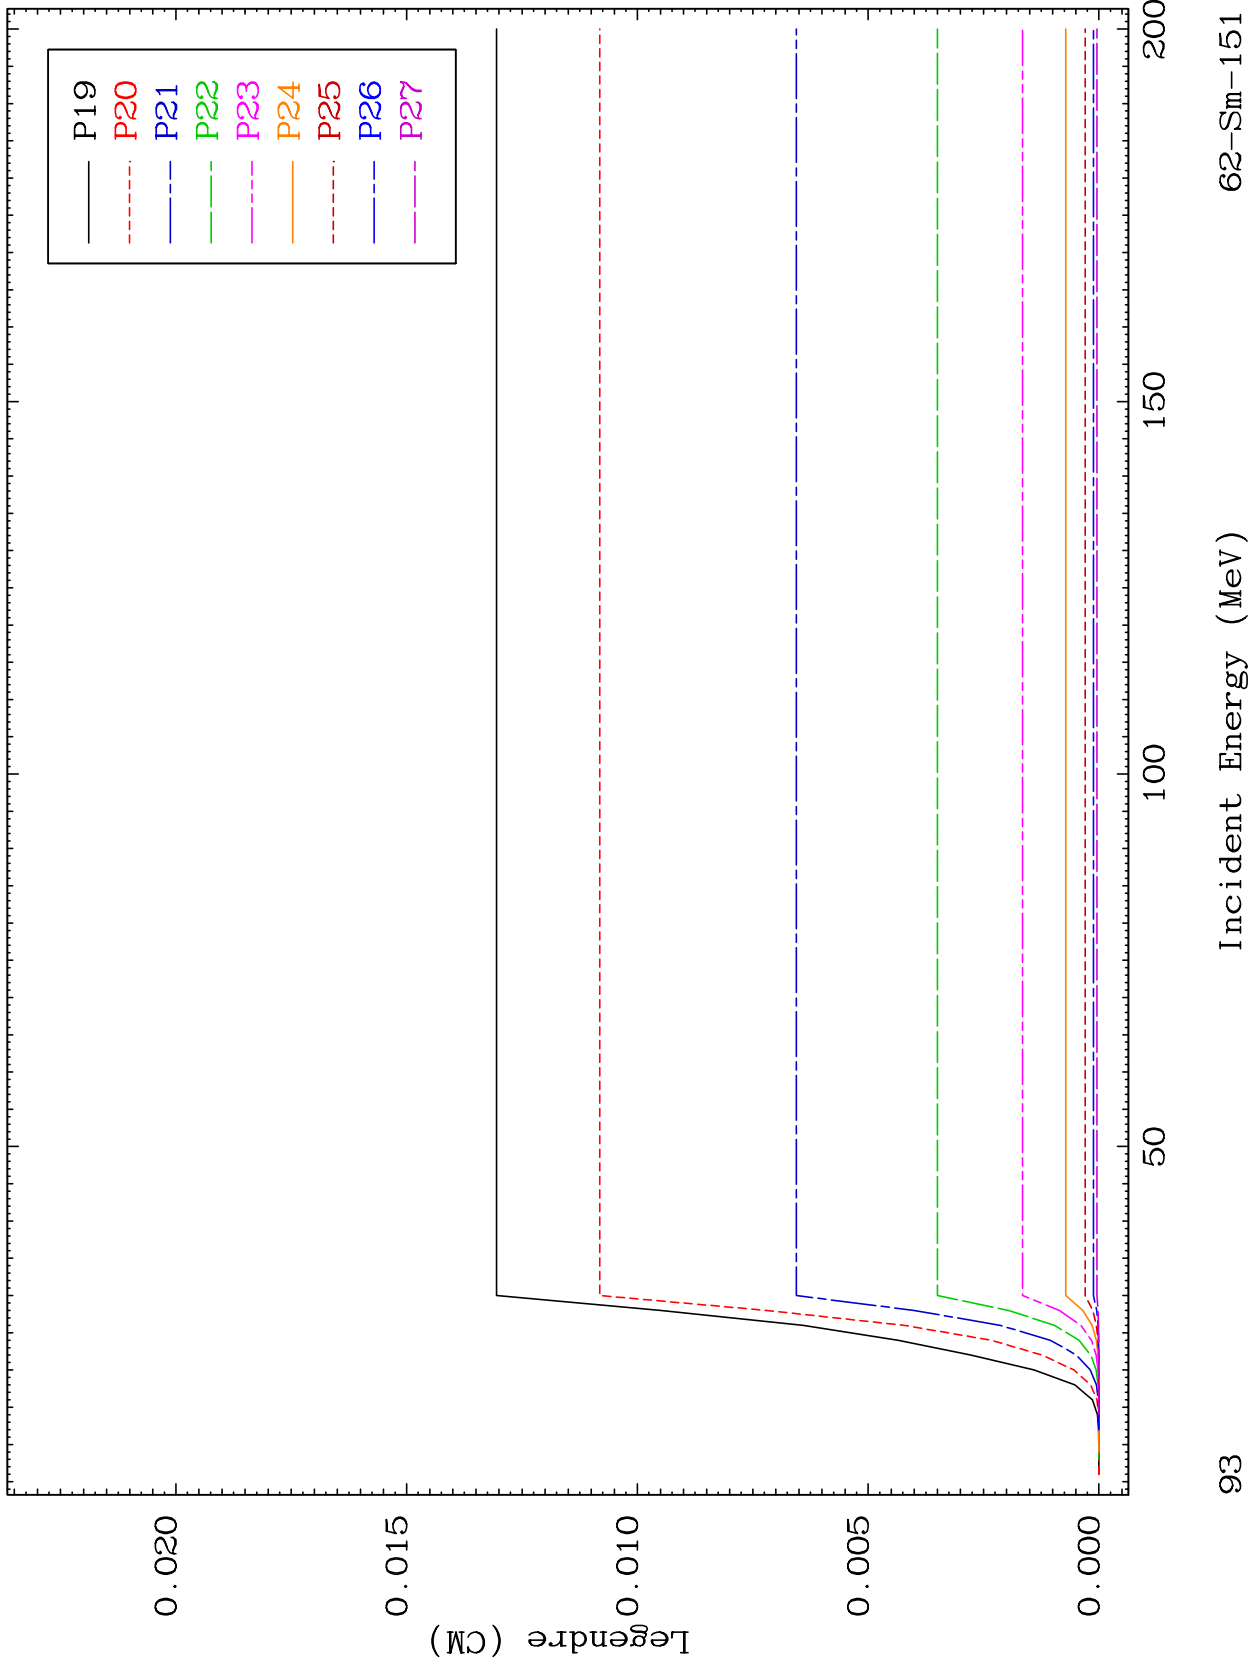 P19
P20
P21
P22
P23
P24
P25
P26
P27
0.020
0.015
0.010
0.005
0.000
Legendre (CM)
50
100
150
200
Incident Energy (MeV)
93
62-Sm-151